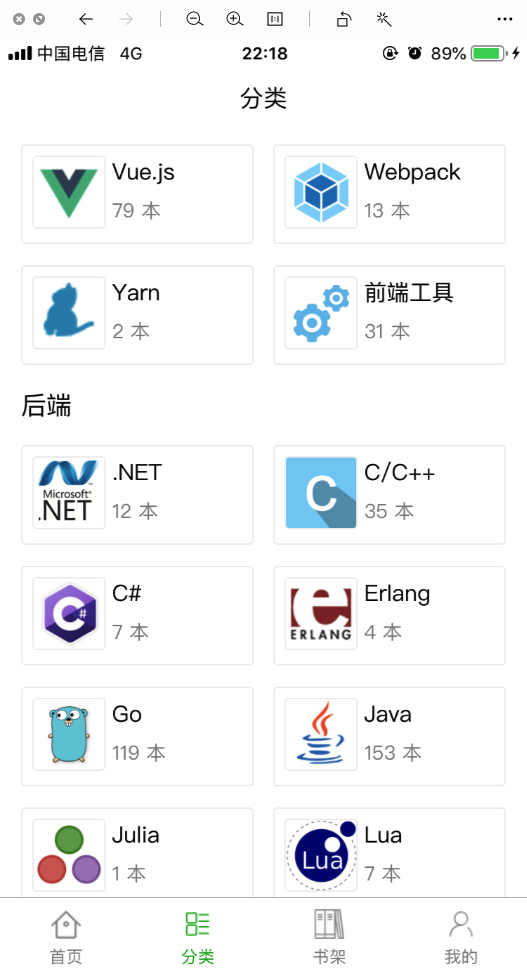 中国电信 4G 22:18 89%
分类
Vue.js
79 本
Webpack
13 本
Yarn
2 本
前端工具
31 本
后端
Microsoft®
.NET
.NET
12 本
C
C/C++
35 本
C#
C#
7 本
e
ERLANG
Erlang
4 本
Go
119 本
Java
153 本
Julia
1 本
Lua
Lua
7 本
首页 分类 书架 我的